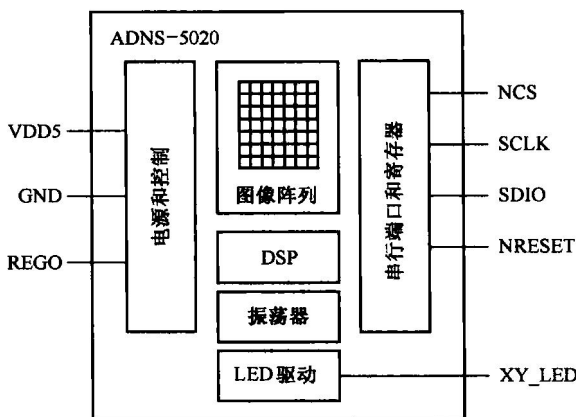 ADNS-5020
VDD5
GND
REGO
电源和控制
图像阵列
DSP
振荡器
LED驱动
串行端口和寄存器
NCS
SCLK
SDIO
NRESET
XY_LED